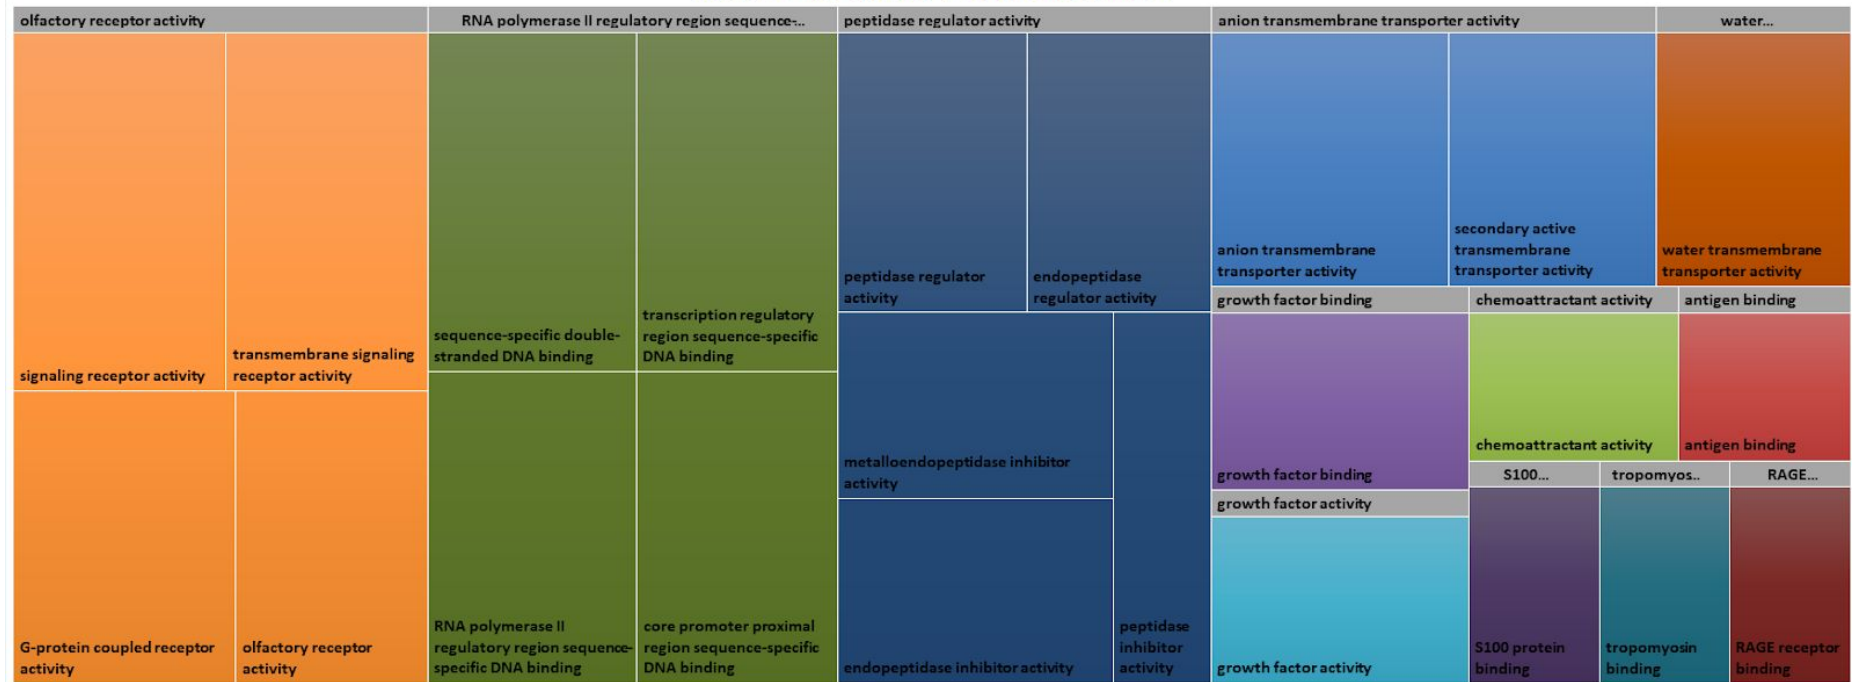 olfactory receptor activity
RNA polymerase II regulatory region sequence-...
peptidase regulator activity
anion transmembrane transporter activity
water...
signaling receptor activity
transmembrane signaling
receptor activity
sequence-specific double-
stranded DNA binding
transcription regulatory
region sequence-specific
DNA binding
peptidase regulator
activity
endopeptidase
regulator activity
anion transmembrane
transporter activity
secondary active
transmembrane
transporter activity
water transmembrane
transporter activity
growth factor binding
chemoattractant activity
antigen binding
growth factor binding
chemoattractant activity
antigen binding
metalloendopeptidase inhibitor
activity
growth factor activity
S100...
tropomyos..
RAGE...
G-protein coupled receptor
activity
olfactory receptor
activity
RNA polymerase II
regulatory region sequence-
specific DNA binding
core promoter proximal
region sequence-specific
DNA binding
endopeptidase inhibitor activity
peptidase
inhibitor
activity
growth factor activity
S100 protein
binding
tropomyosin
binding
RAGE receptor
binding